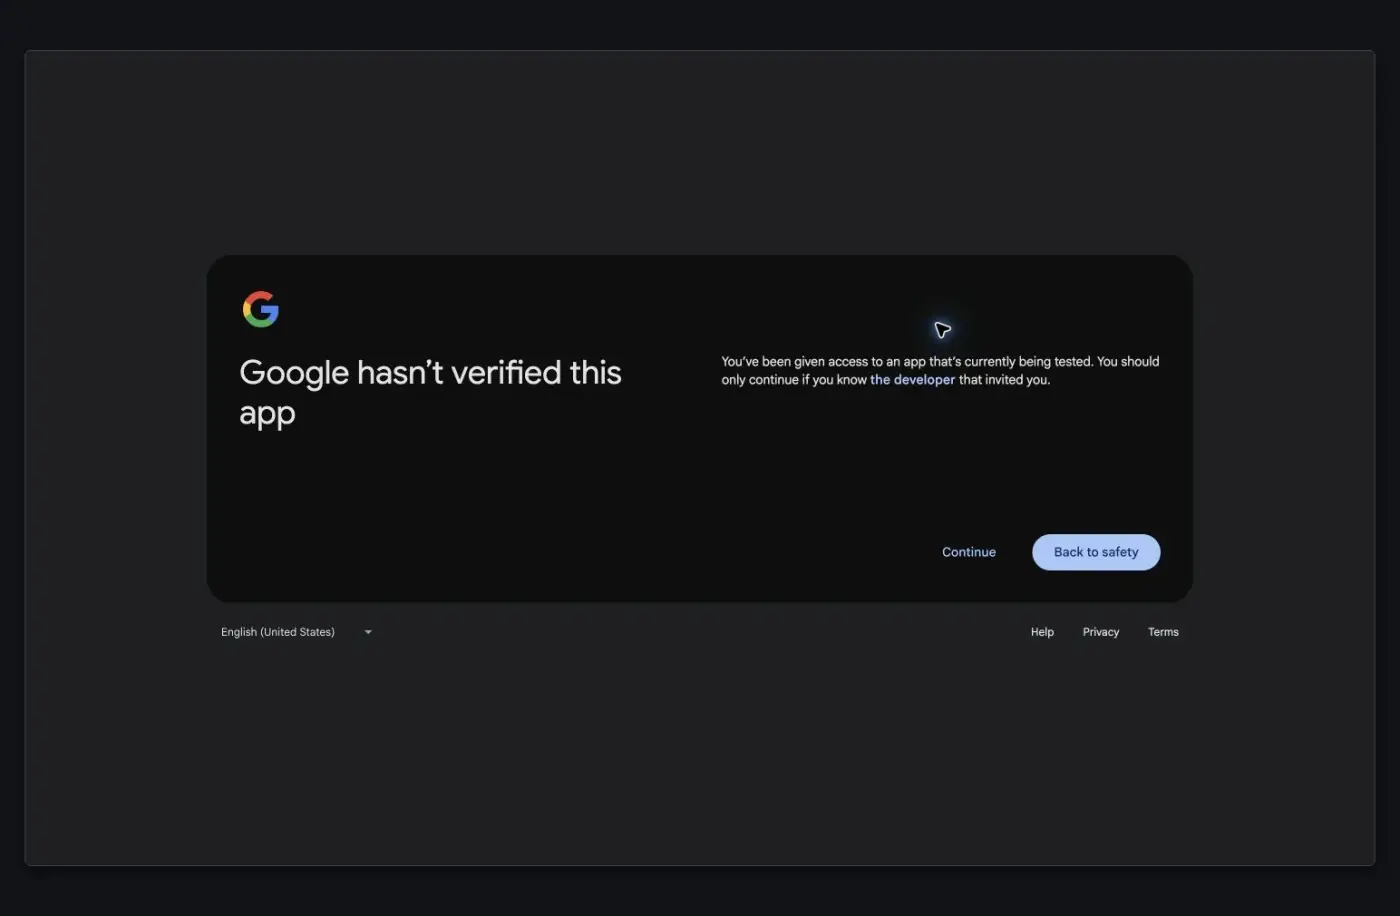 Google hasn’t verified this
app
You’ve been given access to an app that’s currently being tested. You should
only continue if you know the developer that invited you.
Continue
Back to safety
English (United States)
Help
Privacy
Terms